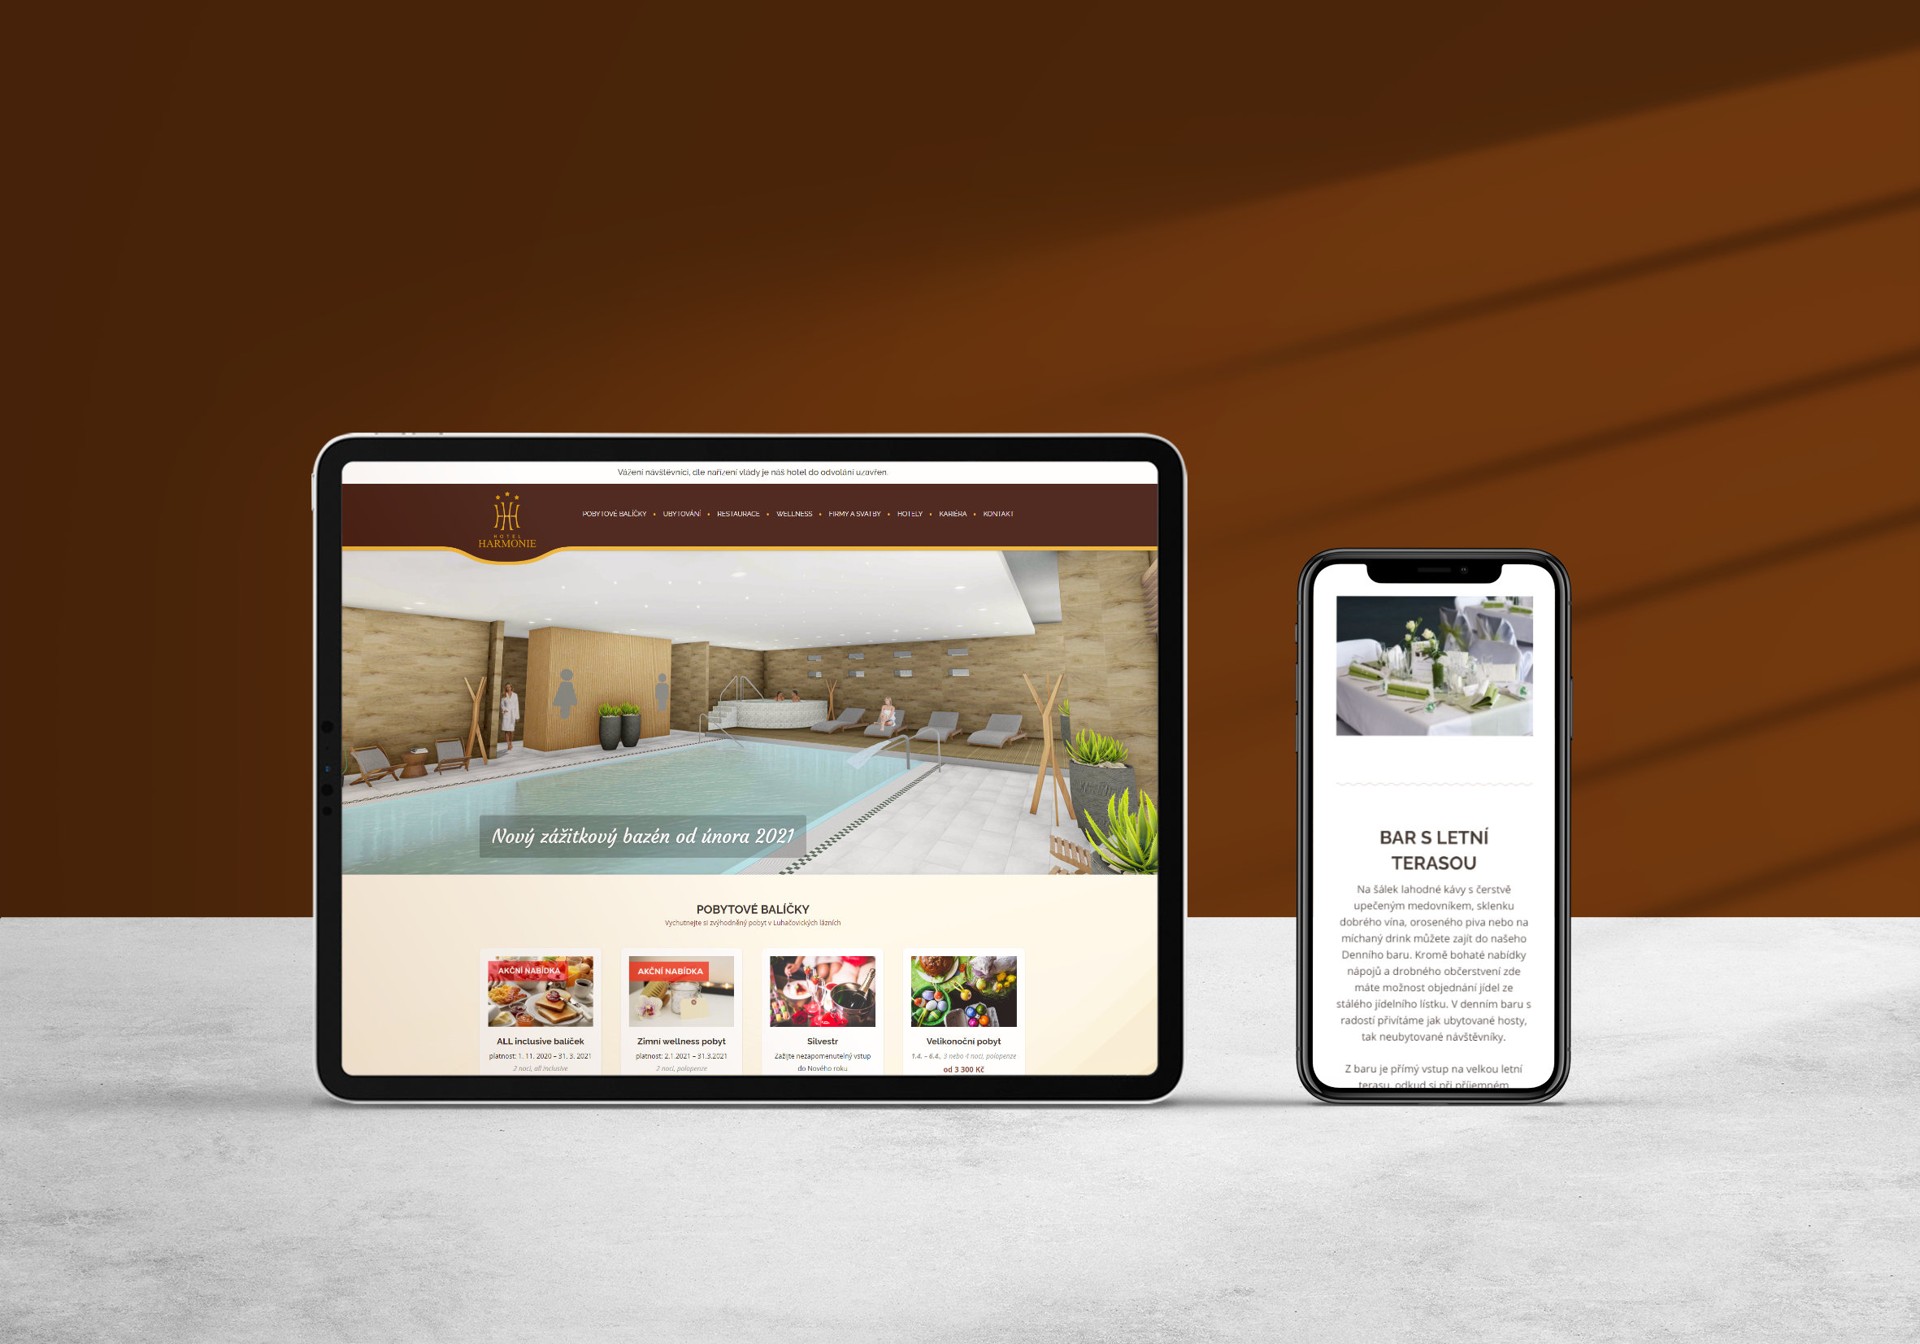 Vážení návštěvníci, dle nařízení vlády je náš hotel do odvolání uzavřen.
HOTEL
HARMONIE
POBYTOVÉ BALÍČKY • UBYTOVÁNÍ • RESTAURACE • WELLNESS • FIRMY A SVATBY • HOTELY • KARIÉRA • KONTAKT
Nový zážitkový bazén od února 2021
POBYTOVÉ BALÍČKY
Vychutnejte si zvýhodněný pobyt v Luhačovických lázních
AKČNÍ NABÍDKA
ALL inclusive balíček
platnost: 1. 11. 2020 – 31. 3. 2021
2 noci, all inclusive
AKČNÍ NABÍDKA
Zimní wellness pobyt
platnost: 2.1.2021 – 31.3.2021
2 noci, polopenze
Silvestr
Zažijte nezapomenutelný vstup
do Nového roku
Velikonoční pobyt
1.4. – 6.4., 3 nebo 4 noci, polopenze
od 3 300 Kč
BAR S LETNÍ
TERASOU
Na šálek lahodné kávy s čerstvě
upečeným medovníkem, sklenku
dobrého vína, oroseného piva nebo na
míchaný drink můžete zajít do našeho
Denního baru. Kromě bohaté nabídky
nápojů a drobného občerstvení zde
máte možnost objednání jídel ze
stálého jídelního lístku. V denním baru s
radostí přivítáme jak ubytované hosty,
tak neubytované návštěvníky.
Z baru je přímý vstup na velkou letní
terasu, odkud si při příjemném